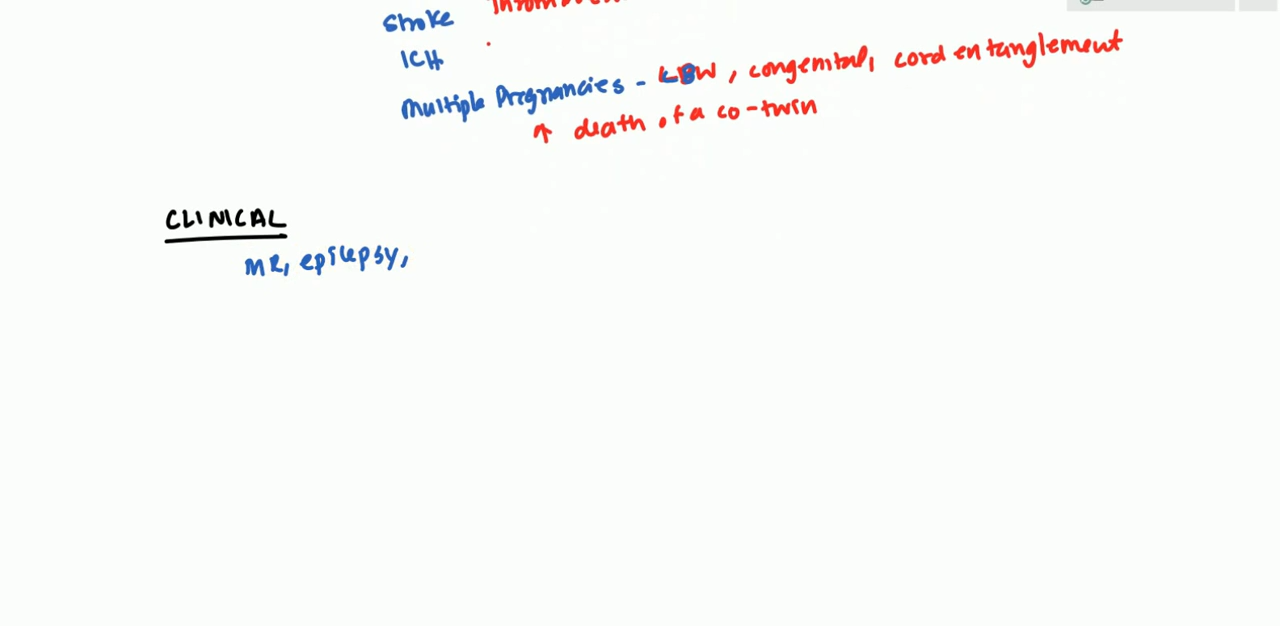 Stroke
ICH
Multiple Pregnancies - LBW, congenital, cord entanglement
↑ death of a co-twin
CLINICAL
MR, epilepsy,